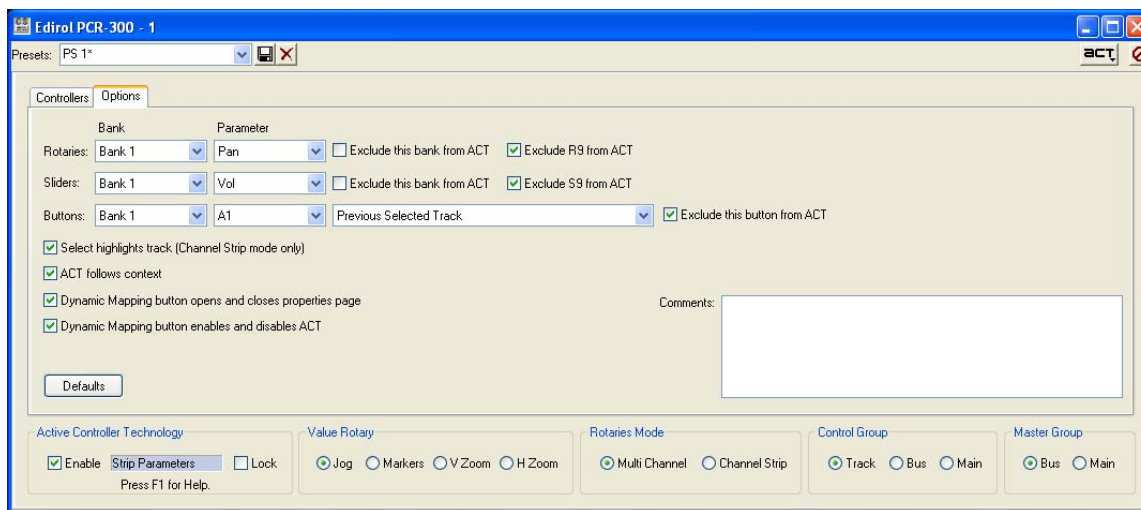 Edirol PCR-300 - 1
Presets: PS 1*
ACT
Controllers Options
Bank Parameter
Rotaries: Bank 1 Pan Exclude this bank from ACT Exclude R9 from ACT
Sliders: Bank 1 Vol Exclude this bank from ACT Exclude S9 from ACT
Buttons: Bank 1 A1 Previous Selected Track Exclude this button from ACT
Select highlights track (Channel Strip mode only)
ACT follows context
Dynamic Mapping button opens and closes properties page Comments:
Dynamic Mapping button enables and disables ACT
Defaults
Active Controller Technology Value Rotary Rotaries Mode Control Group Master Group
Enable Strip Parameters Lock Jog Markers V Zoom H Zoom Multi Channel Channel Strip Track Bus Main Bus Main
Press F1 for Help.